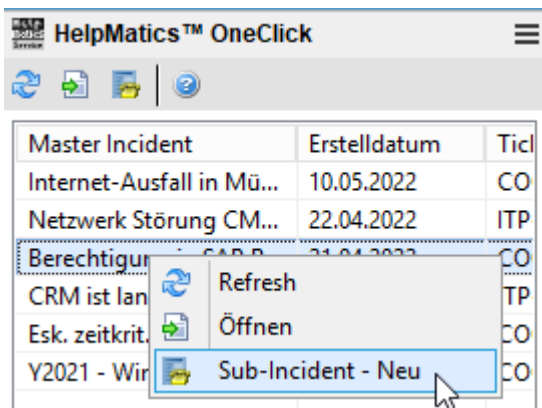 HelpMatics™ OneClick
Master Incident Erstelldatum Tick
Internet-Ausfall in Mü... 10.05.2022 CO
Netzwerk Störung CM... 22.04.2022 ITP
Berechtigun CO
Refresh
CRM ist lan TP
Öffnen
Esk. zeitkrit. CO
Sub-Incident - Neu
Y2021 - Wir CO